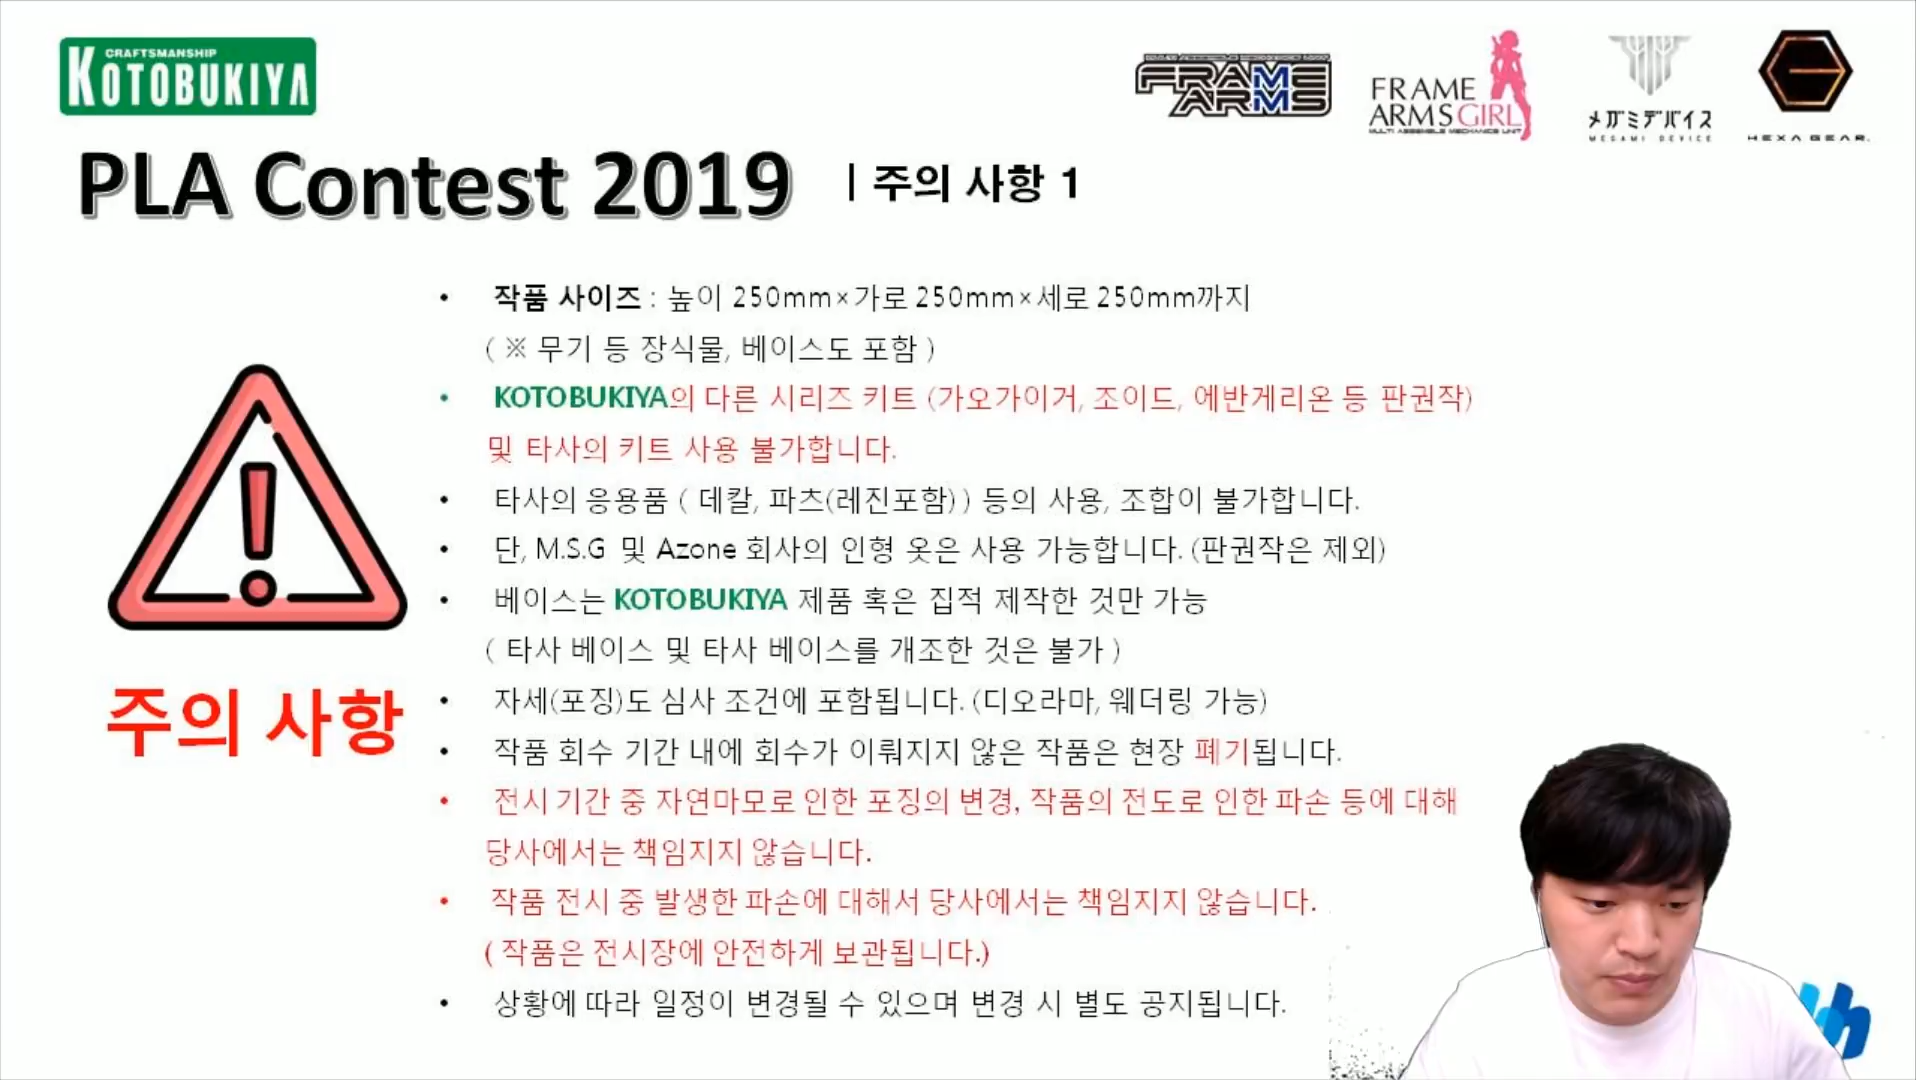 CRAFTSMANSHIP
KOTOBUKIYA
FRAME
ARMS
FRAME
ARMS GIRL
MULTI ASSEMBLE MECHANICS UNIT
メガミデバイス
MEGAMI DEVICE
HEXA GEAR
PLA Contest 2019
| 주의 사항 1
• 작품 사이즈 : 높이 250mm×가로 250mm×세로 250mm까지
( ※ 무기 등 장식물, 베이스도 포함 )
• KOTOBUKIYA의 다른 시리즈 키트 (가오가이거, 조이드, 에반게리온 등 판권작)
및 타사의 키트 사용 불가합니다.
• 타사의 응용품 ( 데칼, 파츠(레진포함) ) 등의 사용, 조합이 불가합니다.
• 단, M.S.G 및 Azone 회사의 인형 옷은 사용 가능합니다. (판권작은 제외)
• 베이스는 KOTOBUKIYA 제품 혹은 집적 제작한 것만 가능
( 타사 베이스 및 타사 베이스를 개조한 것은 불가 )
• 자세(포징)도 심사 조건에 포함됩니다. (디오라마, 웨더링 가능)
• 작품 회수 기간 내에 회수가 이뤄지지 않은 작품은 현장 폐기됩니다.
• 전시 기간 중 자연마모로 인한 포징의 변경, 작품의 전도로 인한 파손 등에 대해
당사에서는 책임지지 않습니다.
• 작품 전시 중 발생한 파손에 대해서 당사에서는 책임지지 않습니다.
( 작품은 전시장에 안전하게 보관됩니다.)
• 상황에 따라 일정이 변경될 수 있으며 변경 시 별도 공지됩니다.
주의 사항